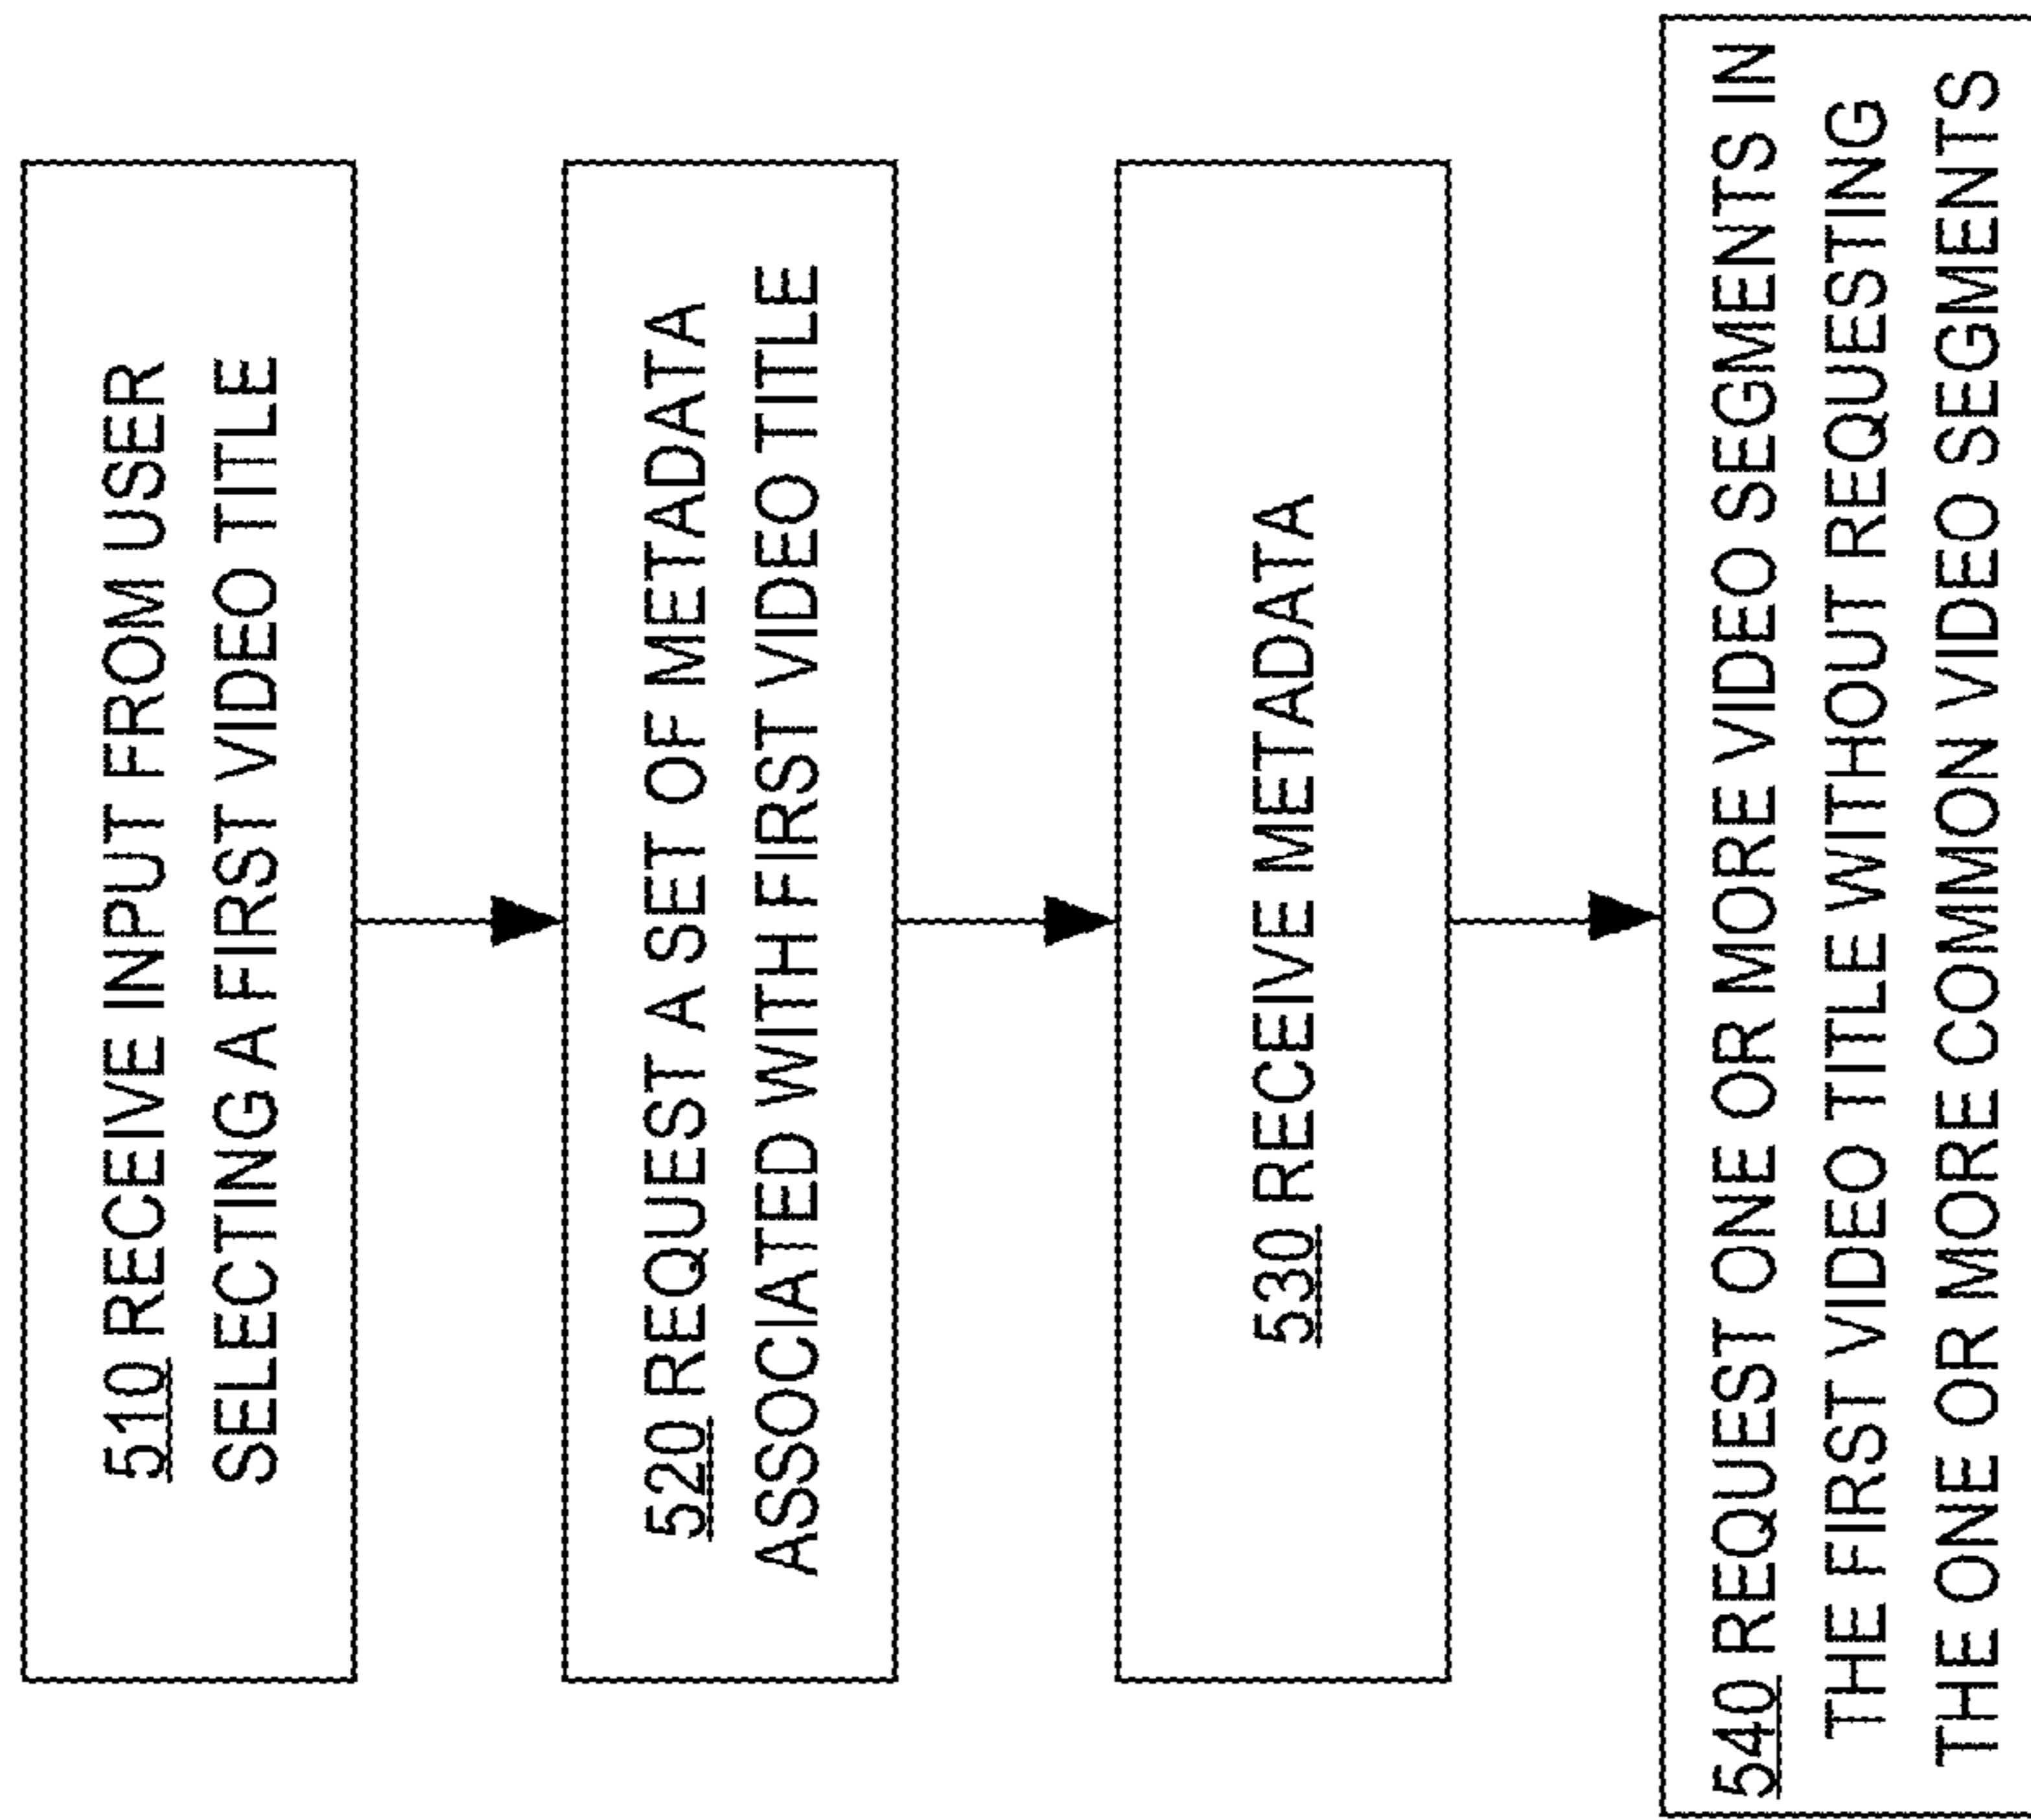 510 RECEIVE INPUT FROM USER
SELECTING A FIRST VIDEO TITLE
520 REQUEST A SET OF METADATA
ASSOCIATED WITH FIRST VIDEO TITLE
530 RECEIVE METADATA
540 REQUEST ONE OR MORE VIDEO SEGMENTS IN
THE FIRST VIDEO TITLE WITHOUT REQUESTING
THE ONE OR MORE COMMON VIDEO SEGMENTS